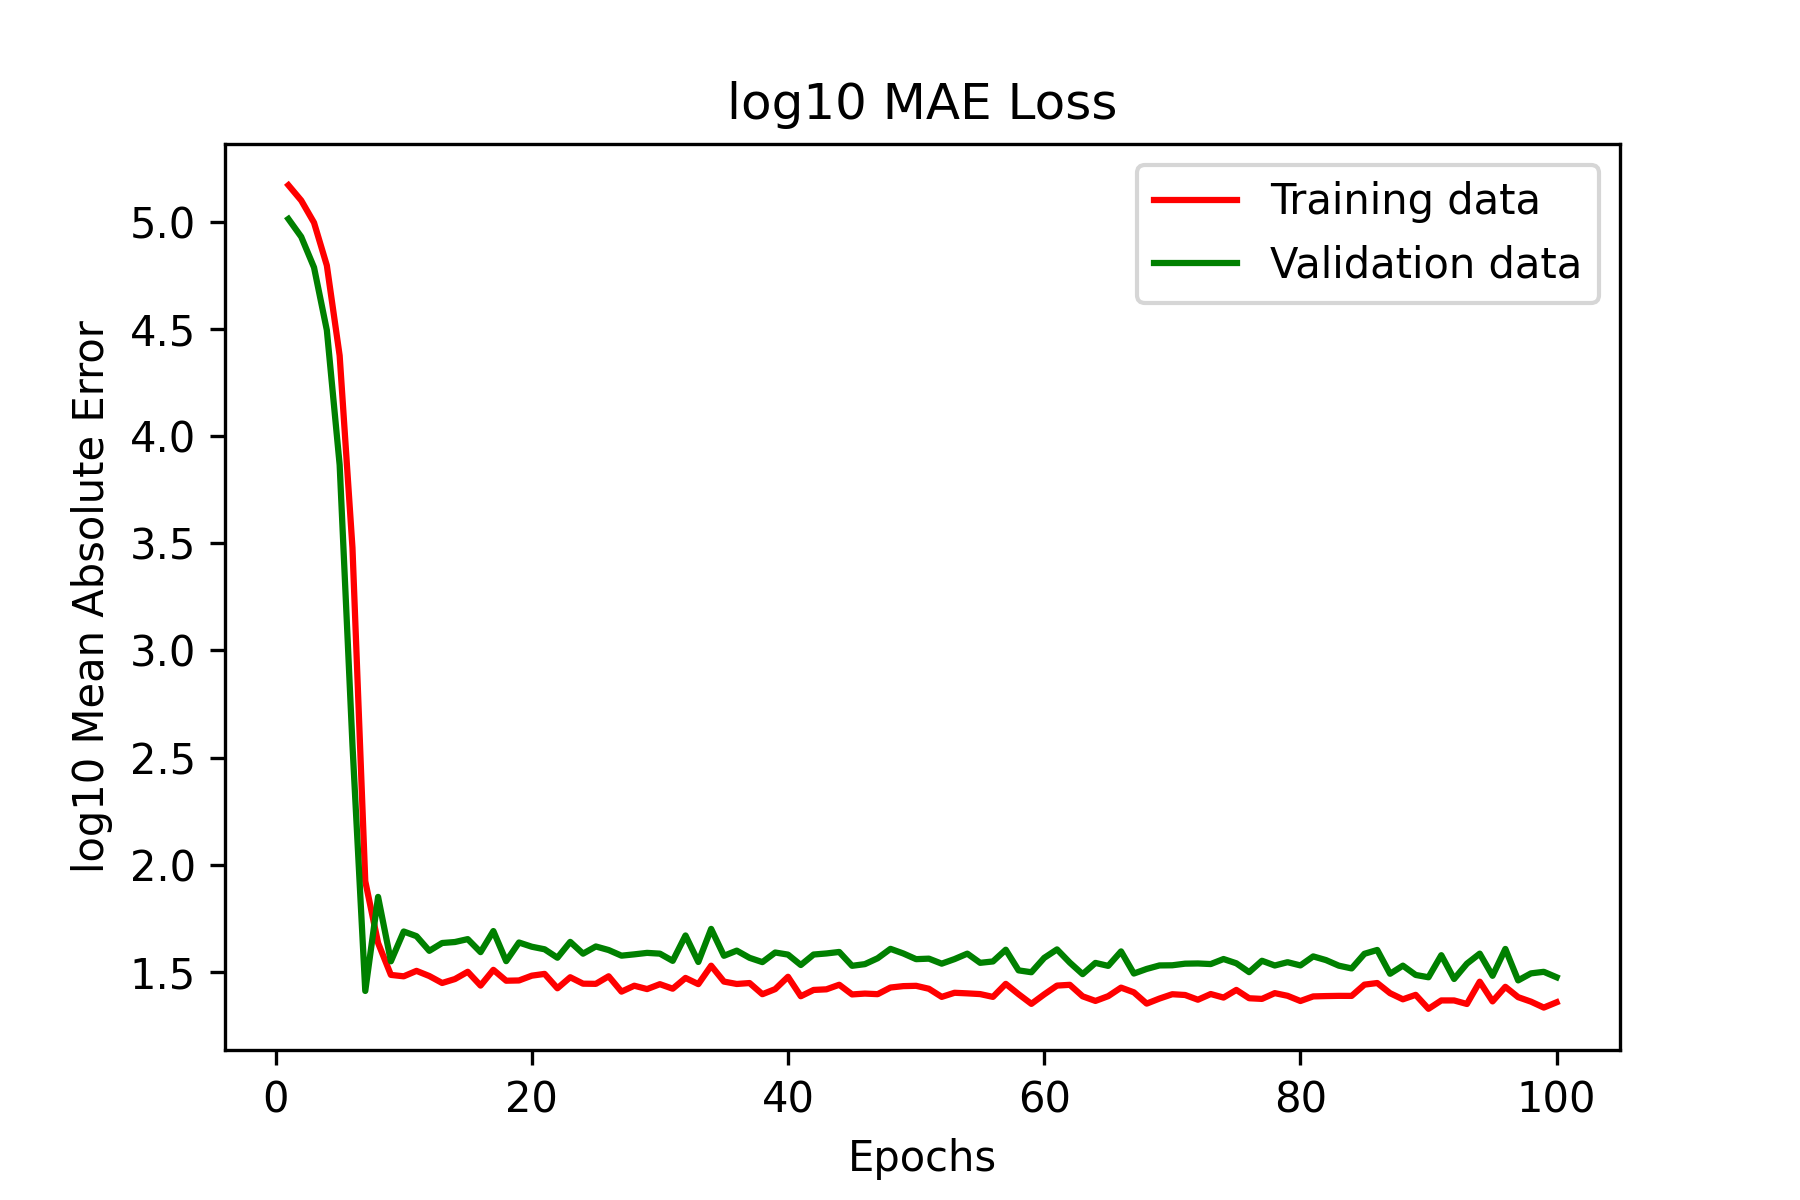 log10 MAE Loss
Training data
Validation data
log10 Mean Absolute Error
5.0
4.5
4.0
3.5
3.0
2.5
2.0
1.5
0 20 40 60 80 100
Epochs